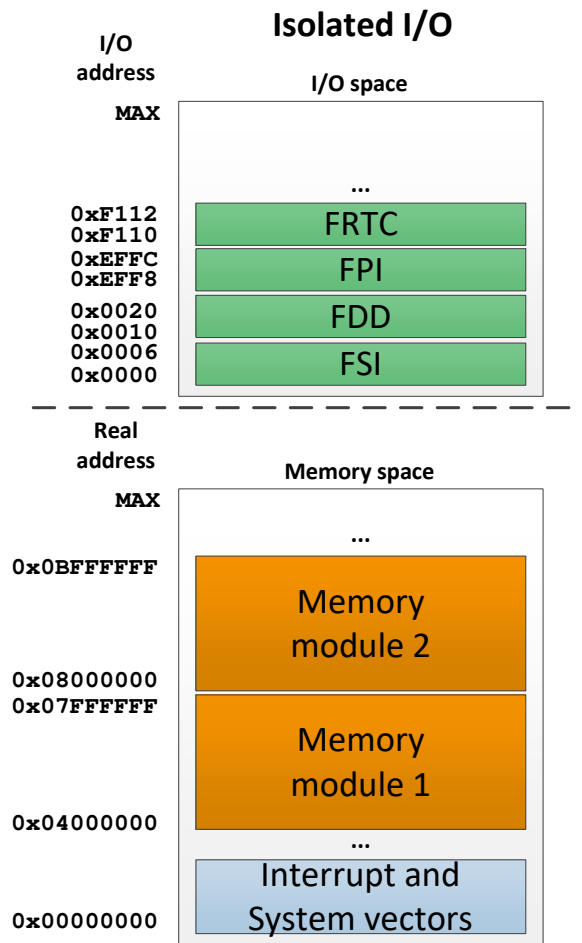 Isolated I/O
I/O
address
I/O space
MAX
...
0xF112
FRTC
0xF110
0xEFFC
FPI
0xEFF8
0x0020
FDD
0x0010
0x0006
FSI
0x0000
Real
address
Memory space
MAX
...
0x0BFFFFFF
Memory
module 2
0x08000000
0x07FFFFFF
Memory
module 1
0x04000000
...
Interrupt and
System vectors
0x00000000